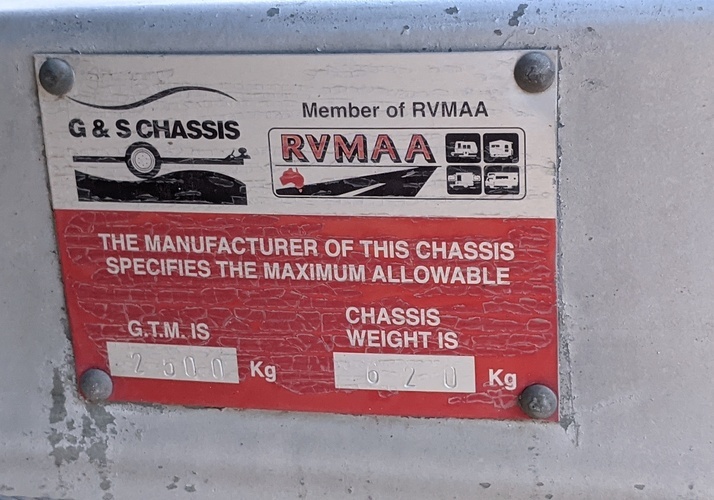 G & S CHASSIS
Member of RVMAA
RVMAA
THE MANUFACTURER OF THIS CHASSIS
SPECIFIES THE MAXIMUM ALLOWABLE
G.T.M. IS
Kg
CHASSIS
WEIGHT IS
620 Kg